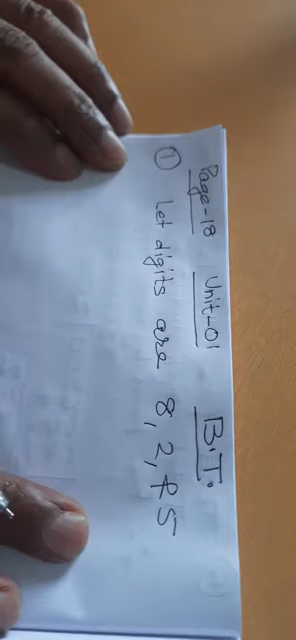 Page-18 Unit-01 B.T.
① Let digits are 8, 2, & 5